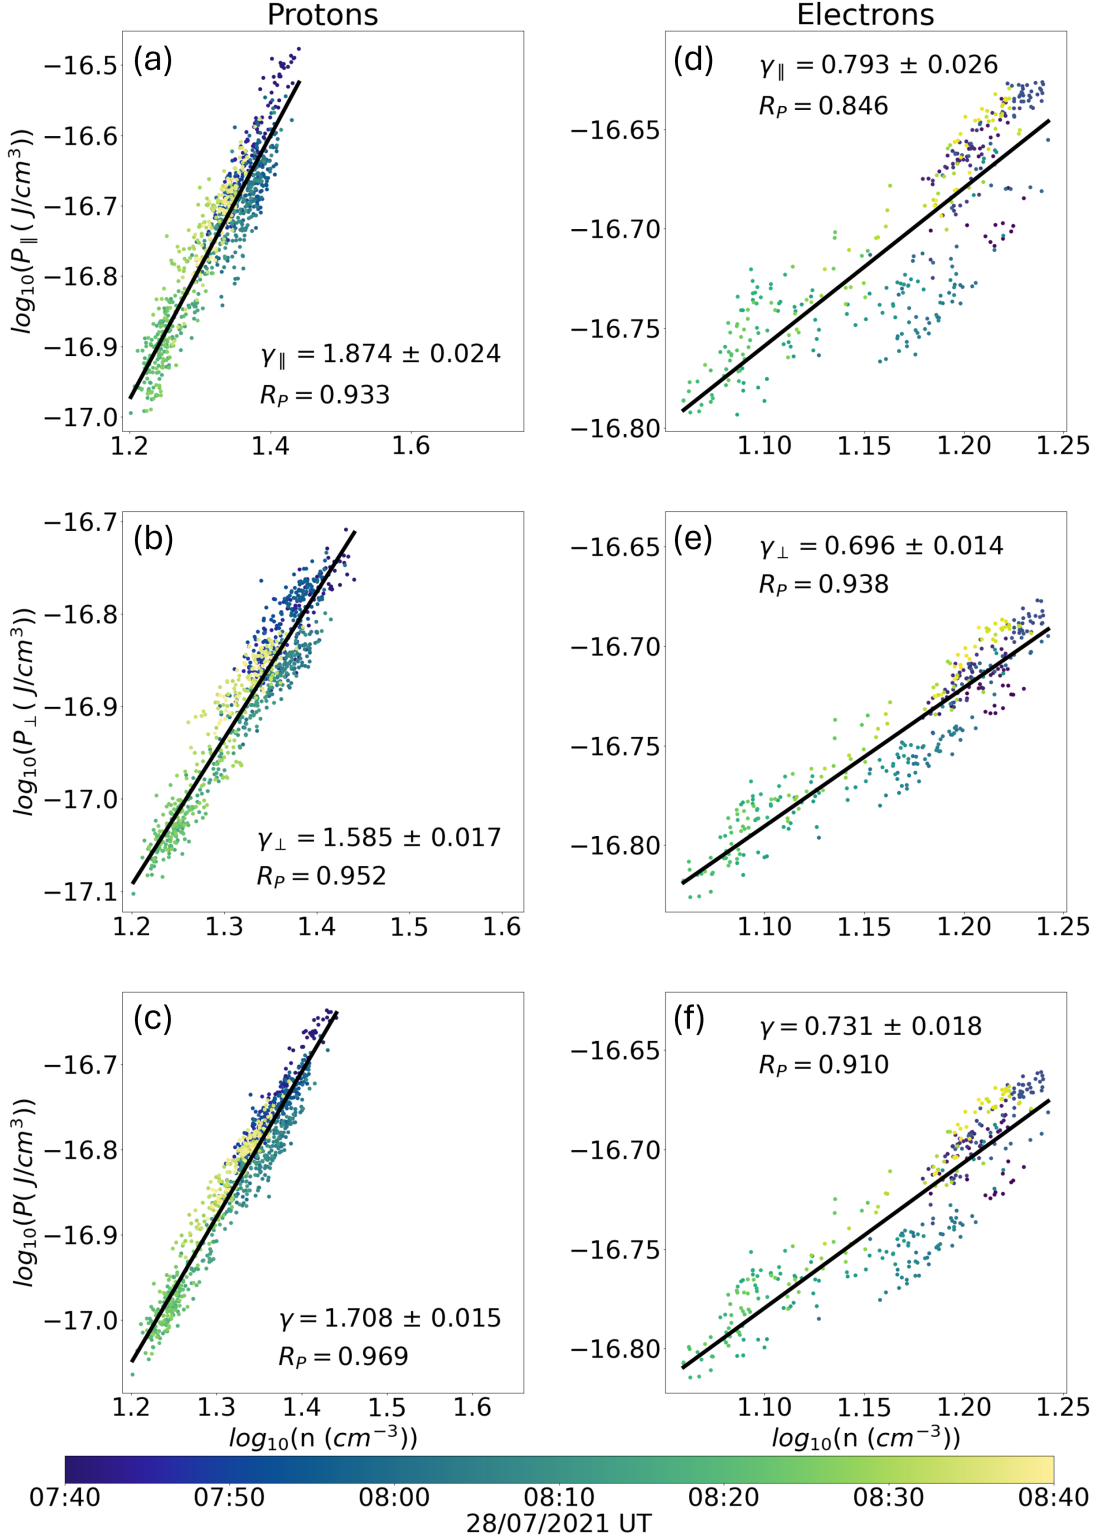 Protons
Electrons
(a)
log10(P∥( J/cm³))
−16.5
−16.6
−16.7
−16.8
−16.9
−17.0
γ∥ = 1.874 ± 0.024
RP = 0.933
1.2 1.4 1.6
(d)
γ∥ = 0.793 ± 0.026
RP = 0.846
−16.65
−16.70
−16.75
−16.80
1.10 1.15 1.20 1.25
(b)
log10(P⊥( J/cm³))
−16.7
−16.8
−16.9
−17.0
−17.1
γ⊥ = 1.585 ± 0.017
RP = 0.952
1.2 1.3 1.4 1.5 1.6
(e)
γ⊥ = 0.696 ± 0.014
RP = 0.938
−16.65
−16.70
−16.75
−16.80
1.10 1.15 1.20 1.25
(c)
log10(P( J/cm³))
−16.7
−16.8
−16.9
−17.0
γ = 1.708 ± 0.015
RP = 0.969
1.2 1.3 1.4 1.5 1.6
log10(n (cm⁻³))
(f)
γ = 0.731 ± 0.018
RP = 0.910
−16.65
−16.70
−16.75
−16.80
1.10 1.15 1.20 1.25
log10(n (cm⁻³))
07:40 07:50 08:00 08:10 08:20 08:30 08:40
28/07/2021 UT